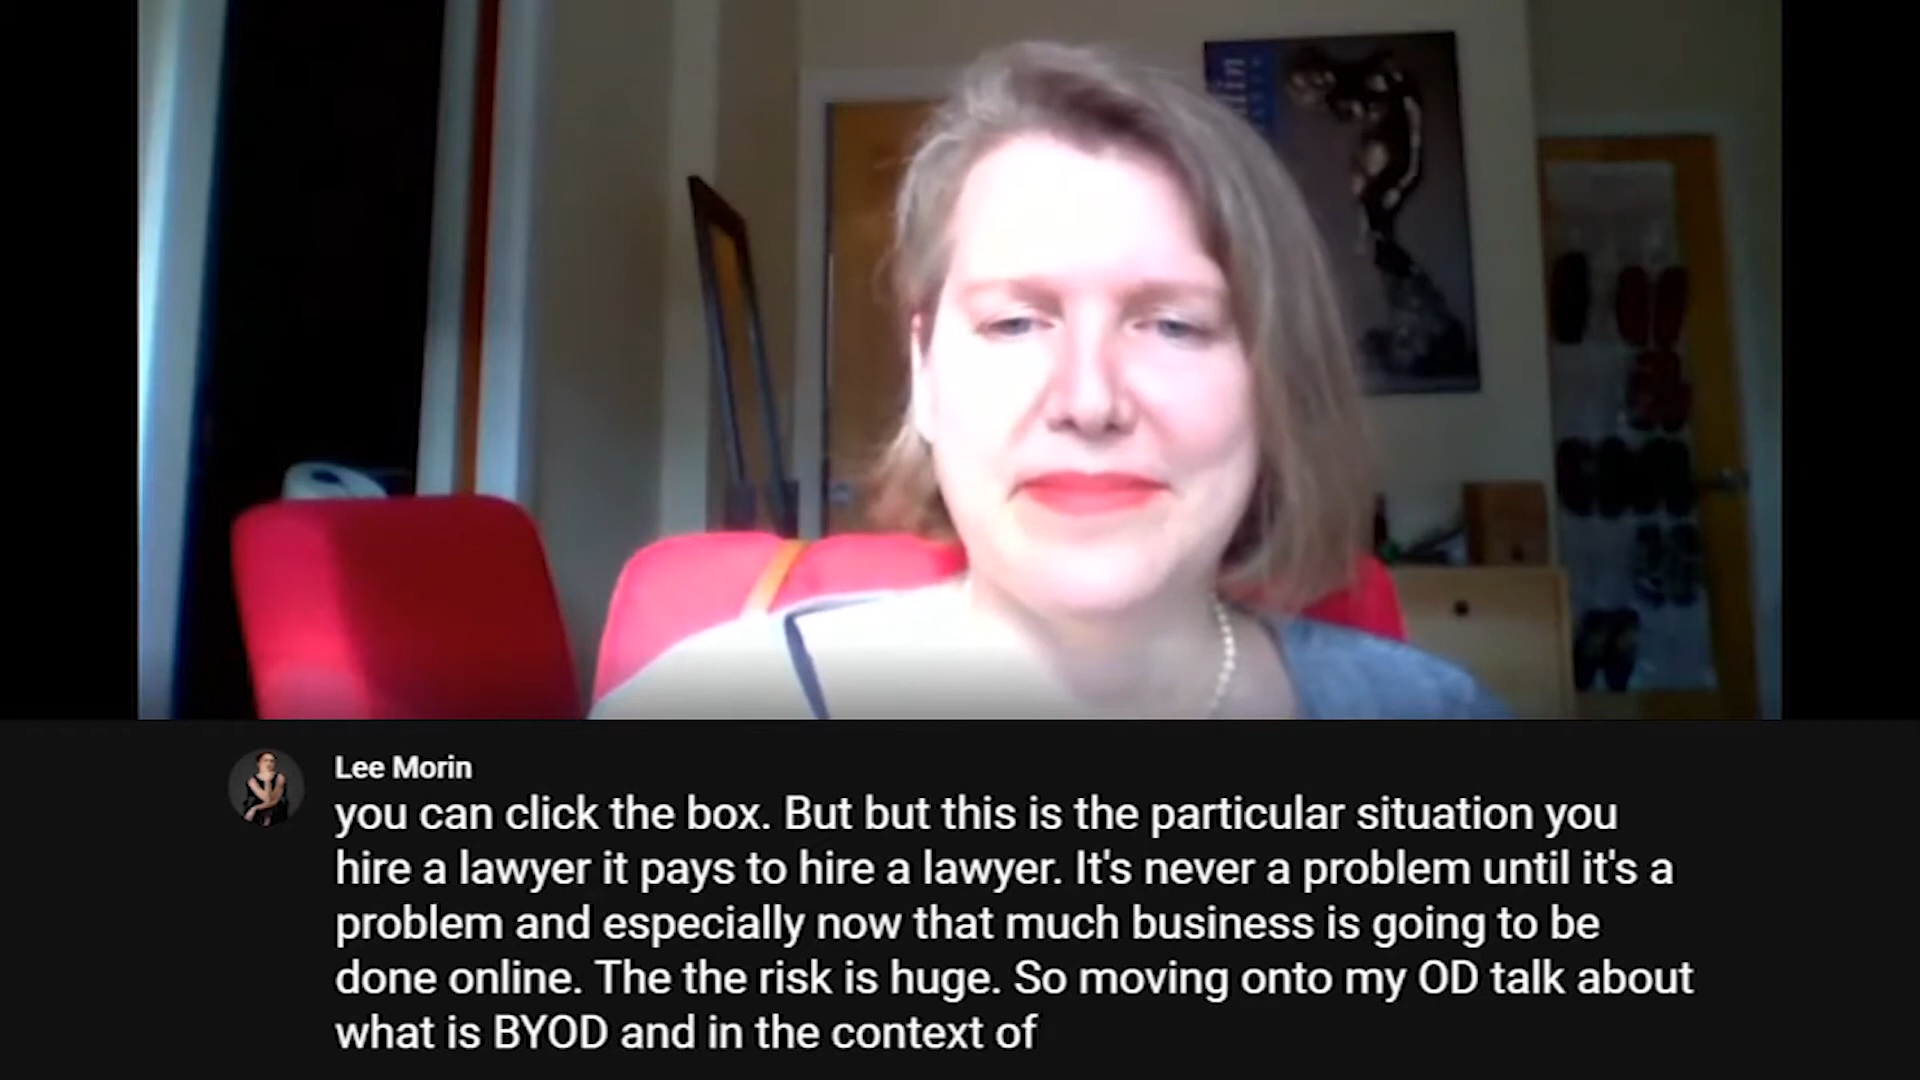 Lee Morin
you can click the box. But but this is the particular situation you
hire a lawyer it pays to hire a lawyer. It's never a problem until it's a
problem and especially now that much business is going to be
done online. The the risk is huge. So moving onto my OD talk about
what is BYOD and in the context of